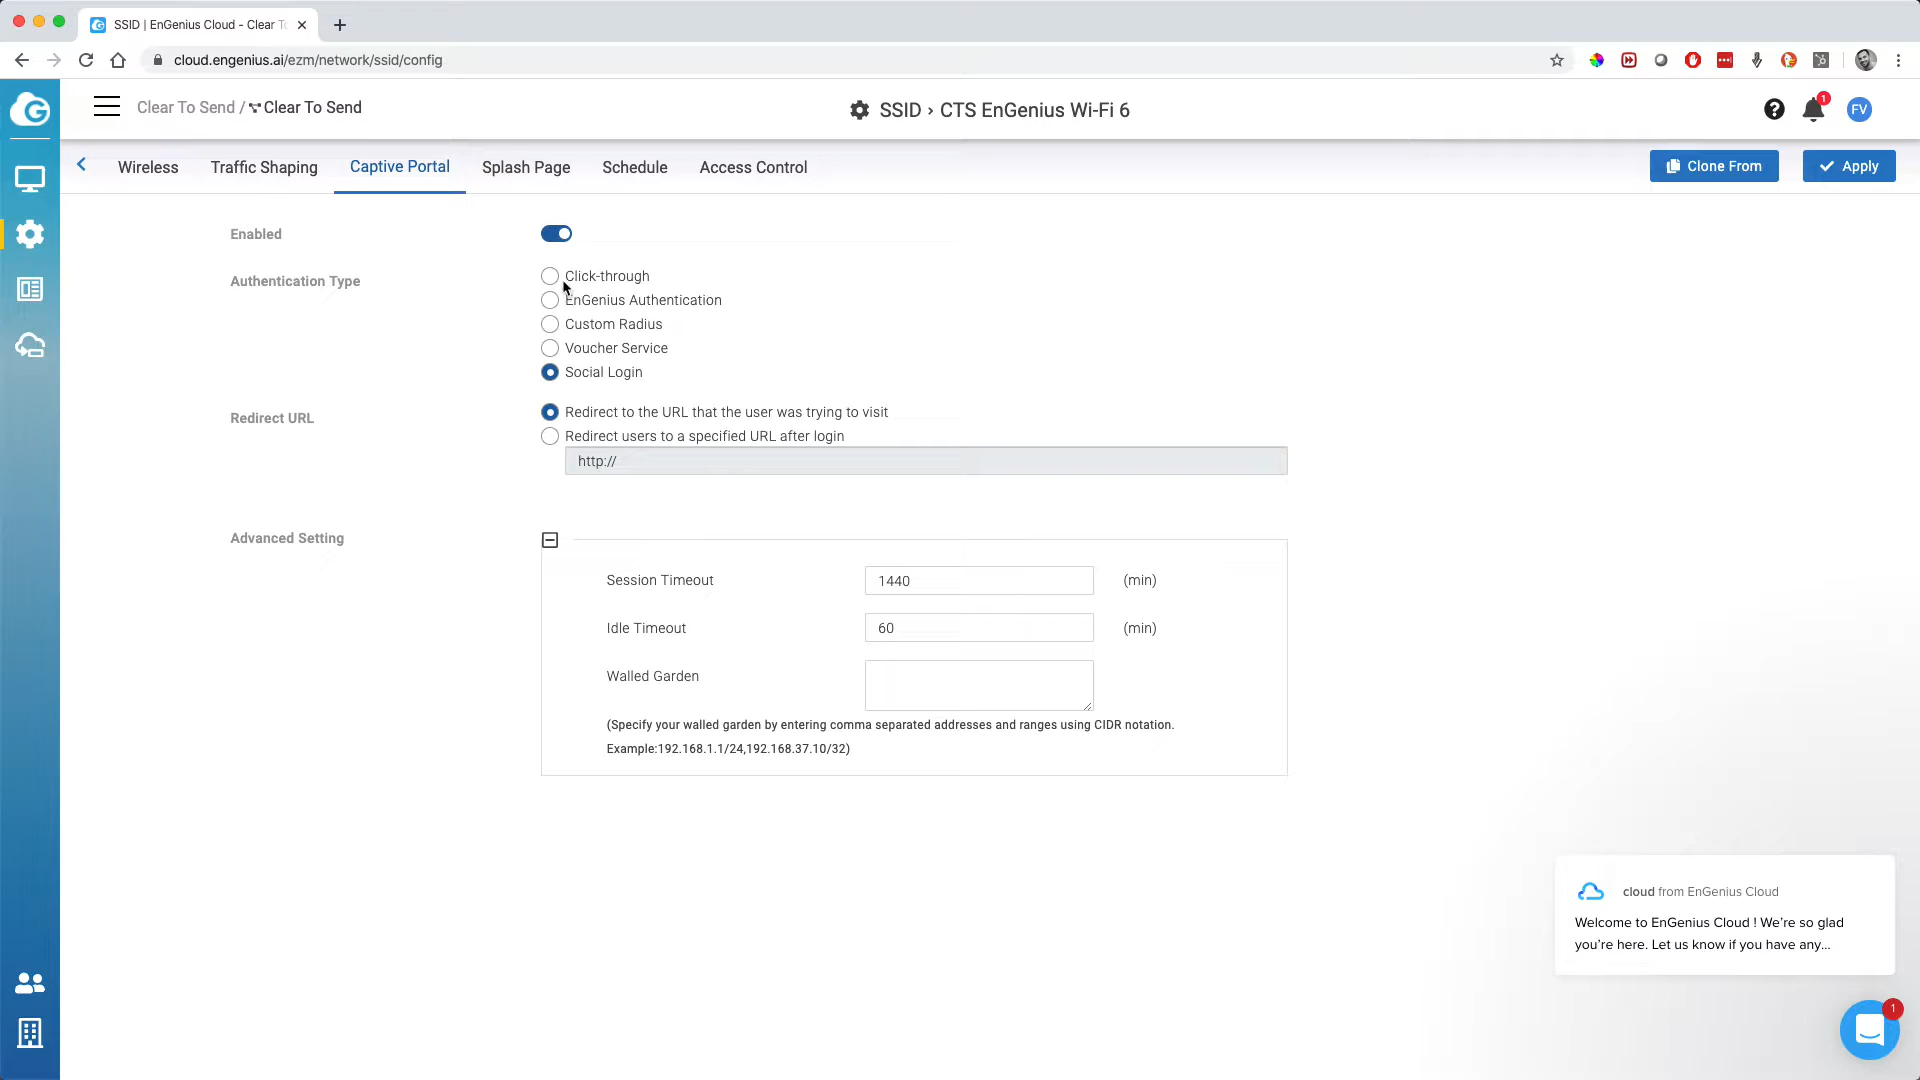 SSID | EnGenius Cloud - Clear T
cloud.engenius.ai/ezm/network/ssid/config
Clear To Send / Clear To Send
SSID › CTS EnGenius Wi-Fi 6
1
FV
Wireless
Traffic Shaping
Captive Portal
Splash Page
Schedule
Access Control
Clone From
Apply
Enabled
Authentication Type
Click-through
EnGenius Authentication
Custom Radius
Voucher Service
Social Login
Redirect URL
Redirect to the URL that the user was trying to visit
Redirect users to a specified URL after login
http://
Advanced Setting
Session Timeout
1440
(min)
Idle Timeout
60
(min)
Walled Garden
(Specify your walled garden by entering comma separated addresses and ranges using CIDR notation.
Example:192.168.1.1/24,192.168.37.10/32)
cloud from EnGenius Cloud
Welcome to EnGenius Cloud ! We're so glad
you're here. Let us know if you have any...
1